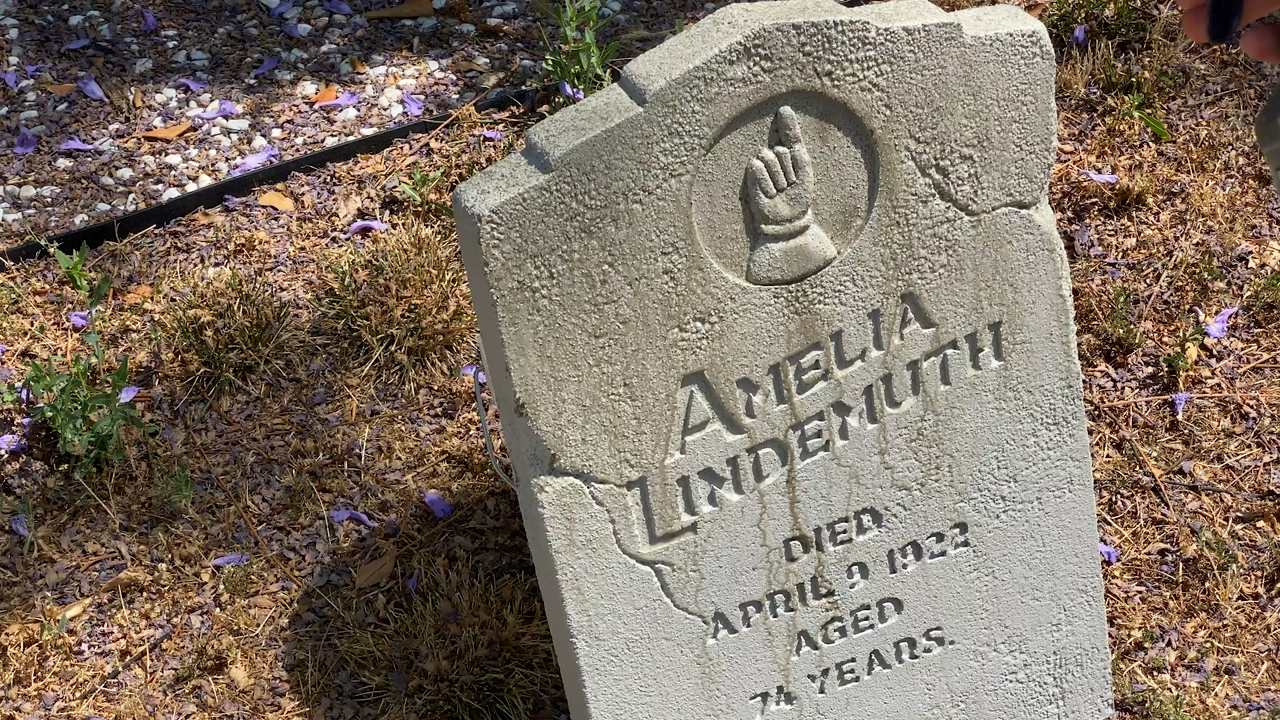 AMELIA
LINDEMUTH
DIED
APRIL 9 1922
AGED
74 YEARS.